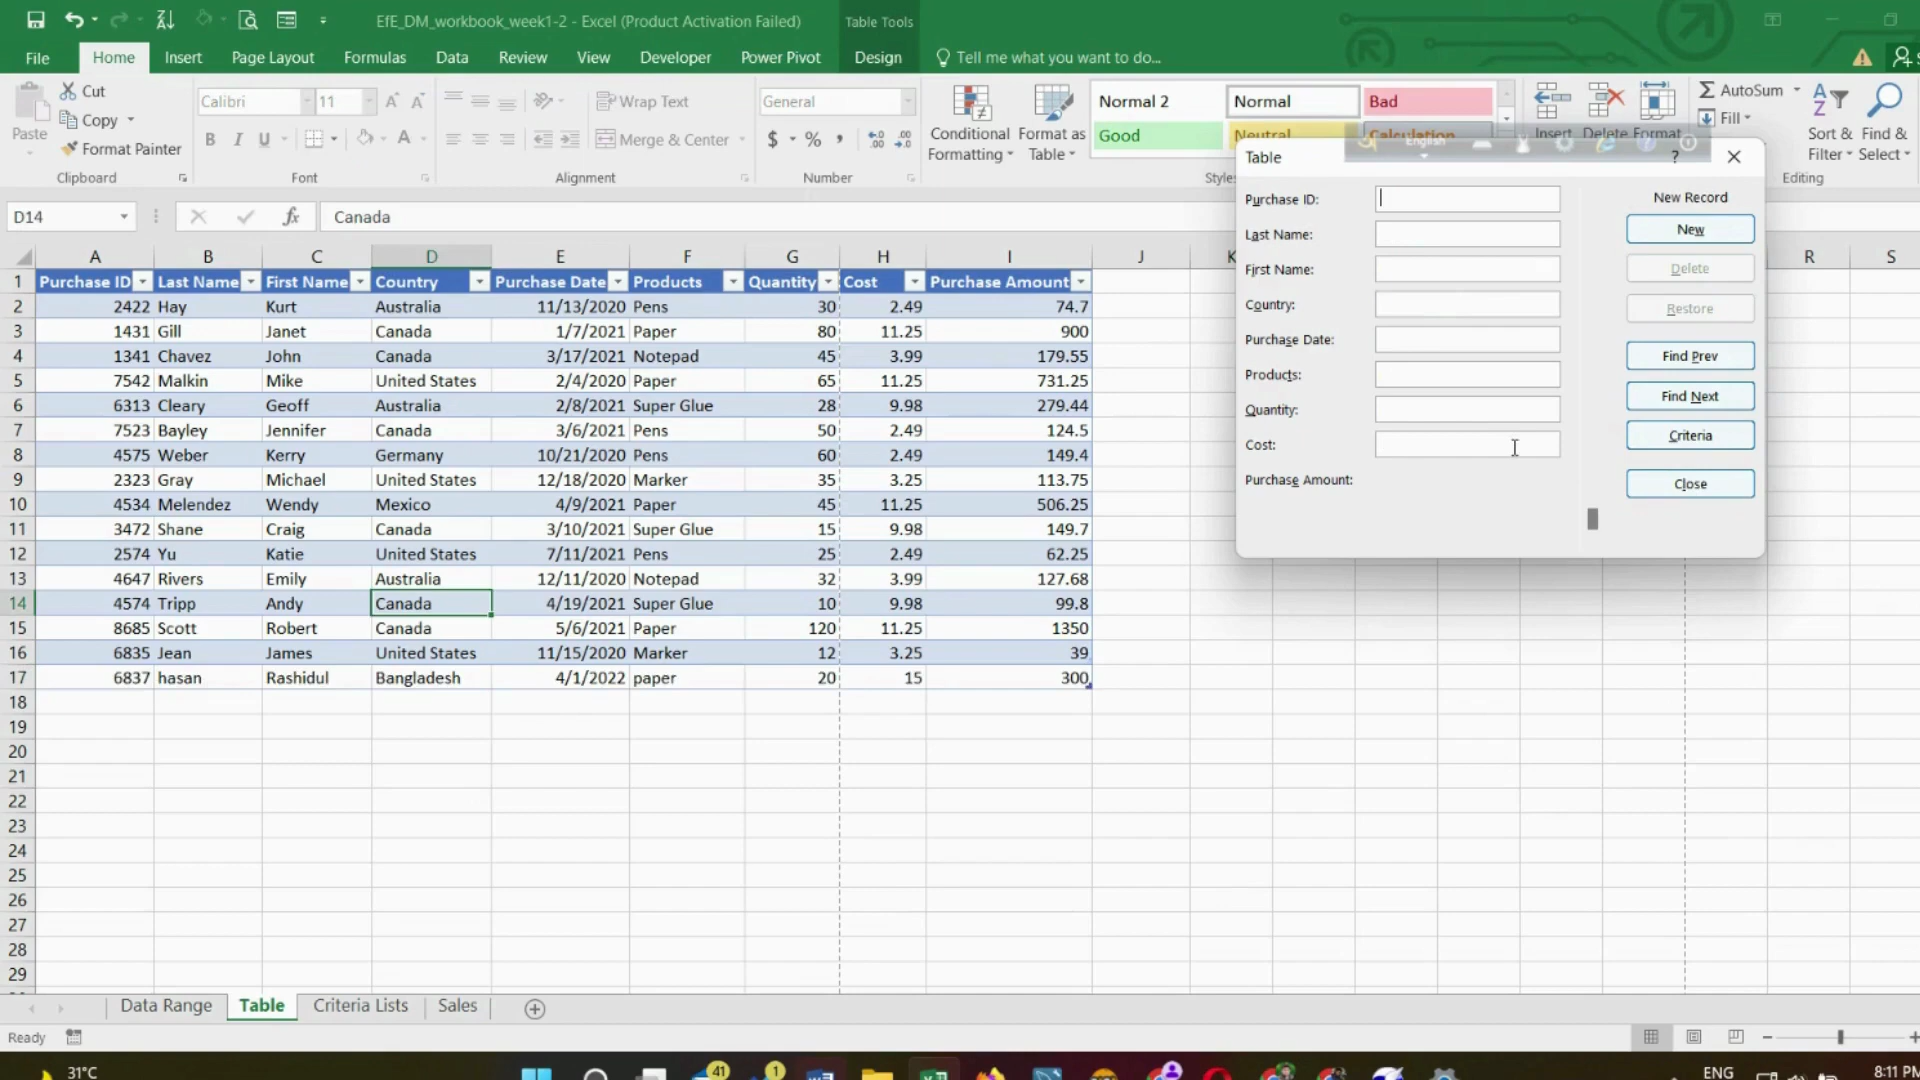 EfE_DM_workbook_week1-2 - Excel (Product Activation Failed)
Table Tools
File
Home
Insert
Page Layout
Formulas
Data
Review
View
Developer
Power Pivot
Design
Tell me what you want to do...
Paste
Cut
Copy
Format Painter
Clipboard
Calibri
11
B I U
Font
Wrap Text
Merge & Center
Alignment
General
$ %
Number
Conditional Formatting
Format as Table
Normal 2
Normal
Bad
Good
Neutral
Calculation
Styles
Insert
Delete
Format
AutoSum
Fill
Sort & Filter
Find & Select
Editing
English
D14
fx
Canada
A B C D E F G H I J K R S
1 Purchase ID Last Name First Name Country Purchase Date Products Quantity Cost Purchase Amount
2 2422 Hay Kurt Australia 11/13/2020 Pens 30 2.49 74.7
3 1431 Gill Janet Canada 1/7/2021 Paper 80 11.25 900
4 1341 Chavez John Canada 3/17/2021 Notepad 45 3.99 179.55
5 7542 Malkin Mike United States 2/4/2020 Paper 65 11.25 731.25
6 6313 Cleary Geoff Australia 2/8/2021 Super Glue 28 9.98 279.44
7 7523 Bayley Jennifer Canada 3/6/2021 Pens 50 2.49 124.5
8 4575 Weber Kerry Germany 10/21/2020 Pens 60 2.49 149.4
9 2323 Gray Michael United States 12/18/2020 Marker 35 3.25 113.75
10 4534 Melendez Wendy Mexico 4/9/2021 Paper 45 11.25 506.25
11 3472 Shane Craig Canada 3/10/2021 Super Glue 15 9.98 149.7
12 2574 Yu Katie United States 7/11/2021 Pens 25 2.49 62.25
13 4647 Rivers Emily Australia 12/11/2020 Notepad 32 3.99 127.68
14 4574 Tripp Andy Canada 4/19/2021 Super Glue 10 9.98 99.8
15 8685 Scott Robert Canada 5/6/2021 Paper 120 11.25 1350
16 6835 Jean James United States 11/15/2020 Marker 12 3.25 39
17 6837 hasan Rashidul Bangladesh 4/1/2022 paper 20 15 300
18
19
20
21
22
23
24
25
26
27
28
29
Table
?
Purchase ID:
Last Name:
First Name:
Country:
Purchase Date:
Products:
Quantity:
Cost:
Purchase Amount:
New Record
New
Delete
Restore
Find Prev
Find Next
Criteria
Close
Data Range
Table
Criteria Lists
Sales
Ready
31°C
41
1
ENG
8:11 PM